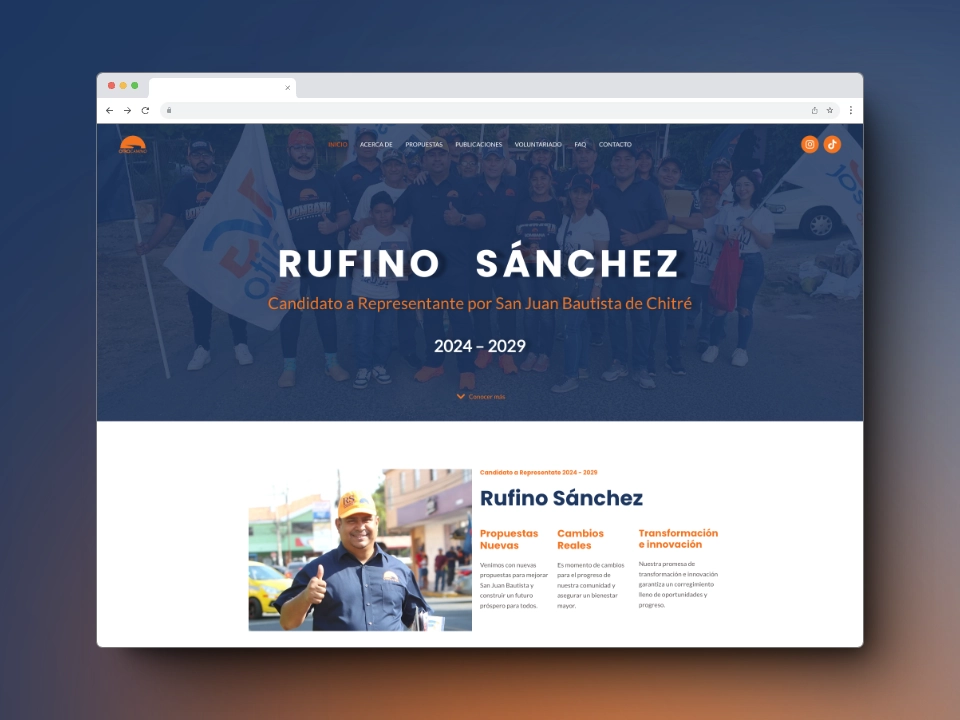 INICIO
ACERCA DE
PROPUESTAS
PUBLICACIONES
VOLUNTARIADO
FAQ
CONTACTO
RUFINO SÁNCHEZ
Candidato a Representante por San Juan Bautista de Chitré
2024 – 2029
Conocer más
Candidato a Representate 2024 - 2029
Rufino Sánchez
Propuestas
Nuevas
Venimos con nuevas
propuestas para mejorar
San Juan Bautista y
construir un futuro
próspero para todos.
Cambios
Reales
Es momento de cambios
para el progreso de
nuestra comunidad y
asegurar un bienestar
mayor.
Transformación
e innovación
Nuestra promesa de
transformación e innovación
garantiza un corregimiento
lleno de oportunidades y
progreso.